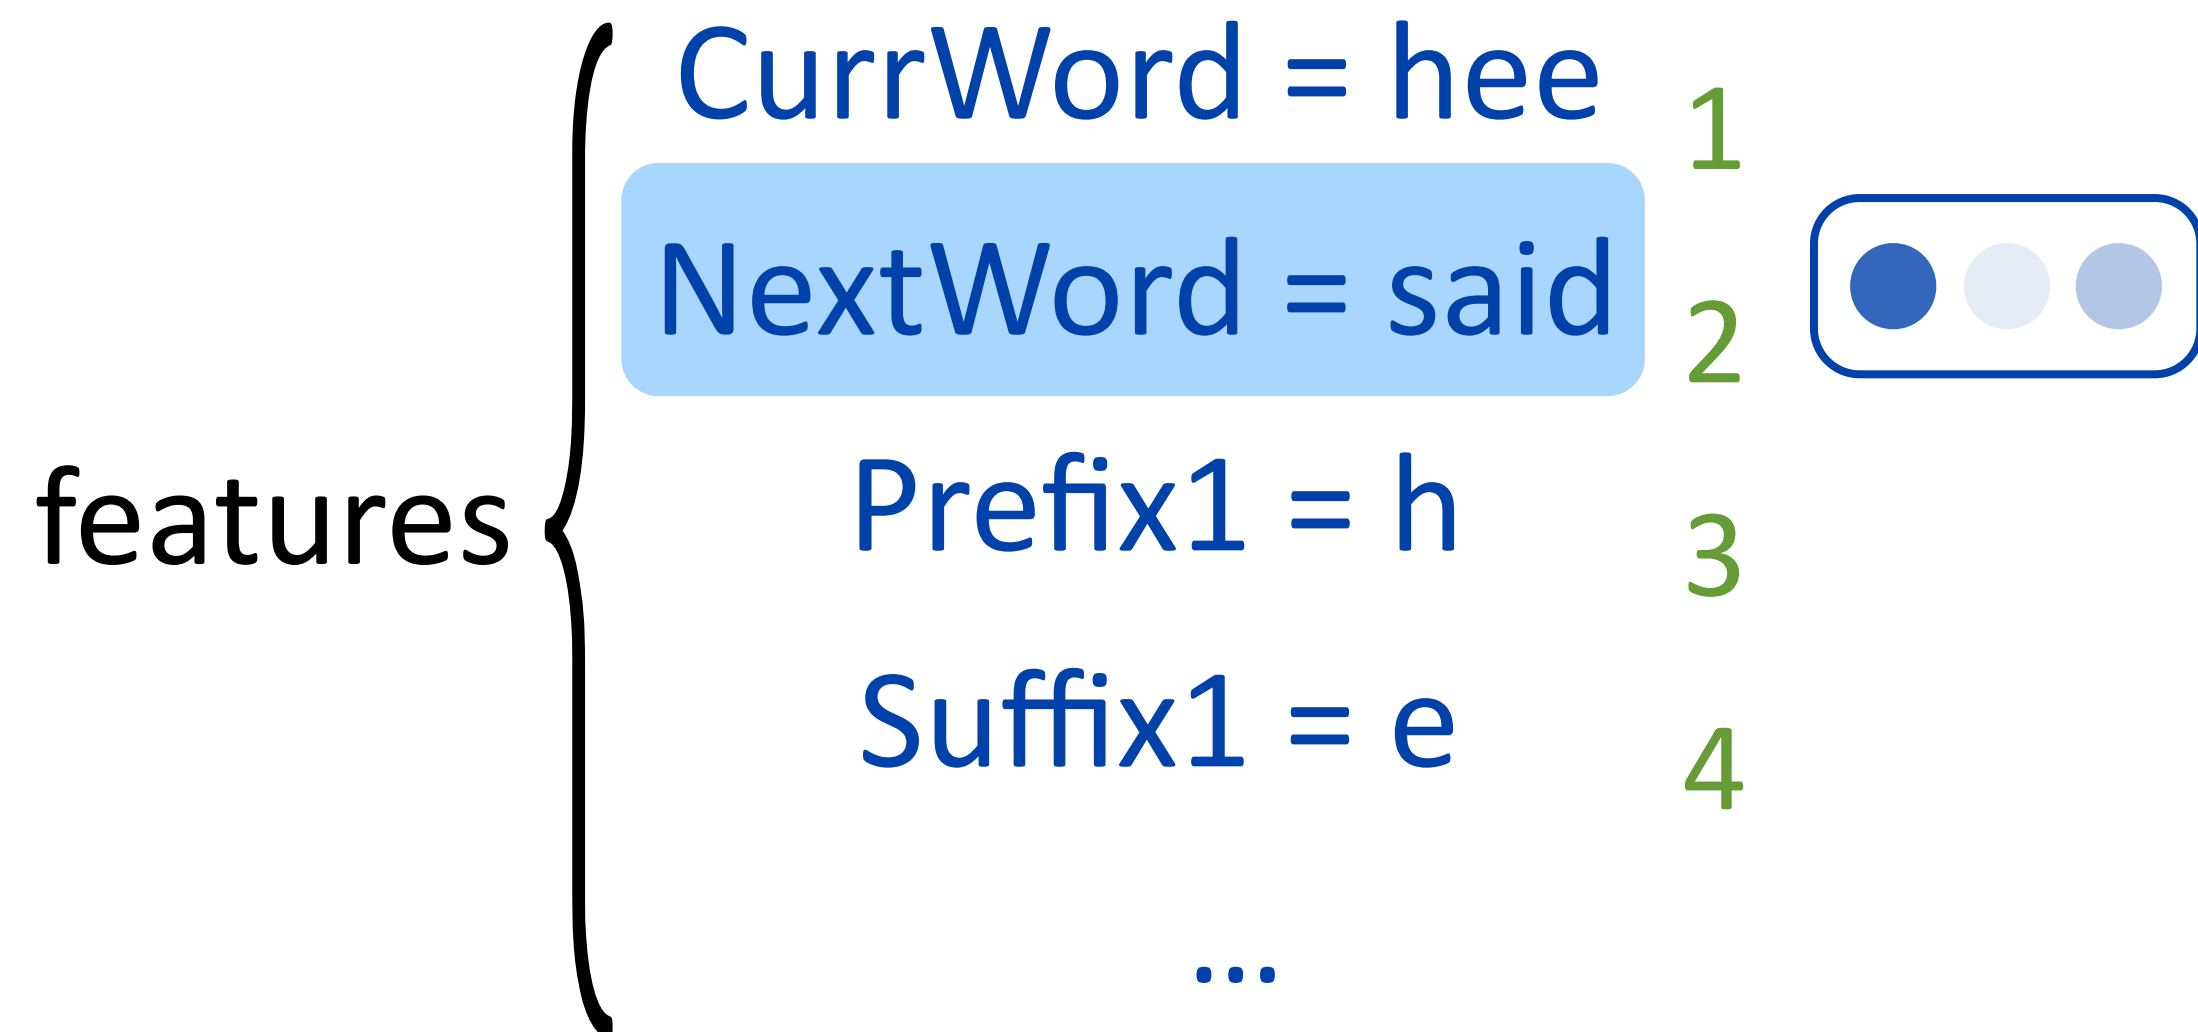 CurrWord = hee 1
NextWord = said 2
features
Prefix1 = h 3
Suffix1 = e 4
...